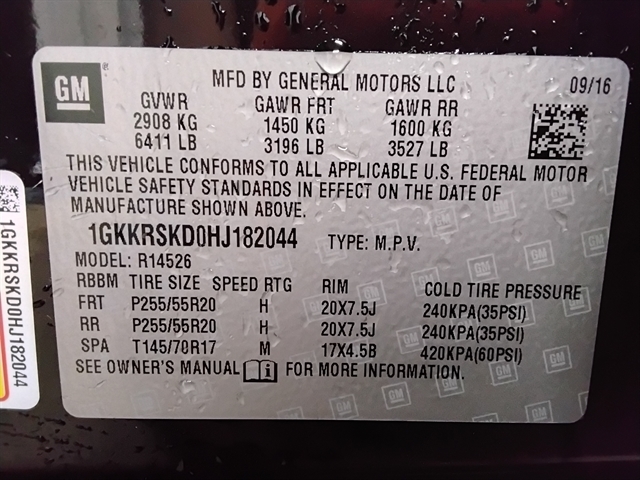 GM
MFD BY GENERAL MOTORS LLC 09/16
GVWR GAWR FRT GAWR RR
2908 KG 1450 KG 1600 KG
6411 LB 3196 LB 3527 LB
THIS VEHICLE CONFORMS TO ALL APPLICABLE U.S. FEDERAL MOTOR
VEHICLE SAFETY STANDARDS IN EFFECT ON THE DATE OF
MANUFACTURE SHOWN ABOVE.
1GKKRSKD0HJ182044 TYPE: M.P.V.
MODEL: R14526
RBBM TIRE SIZE SPEED RTG RIM COLD TIRE PRESSURE
FRT P255/55R20 H 20X7.5J 240KPA(35PSI)
RR P255/55R20 H 20X7.5J 240KPA(35PSI)
SPA T145/70R17 M 17X4.5B 420KPA(60PSI)
SEE OWNER'S MANUAL FOR MORE INFORMATION.
1GKKRSKD0HJ182044